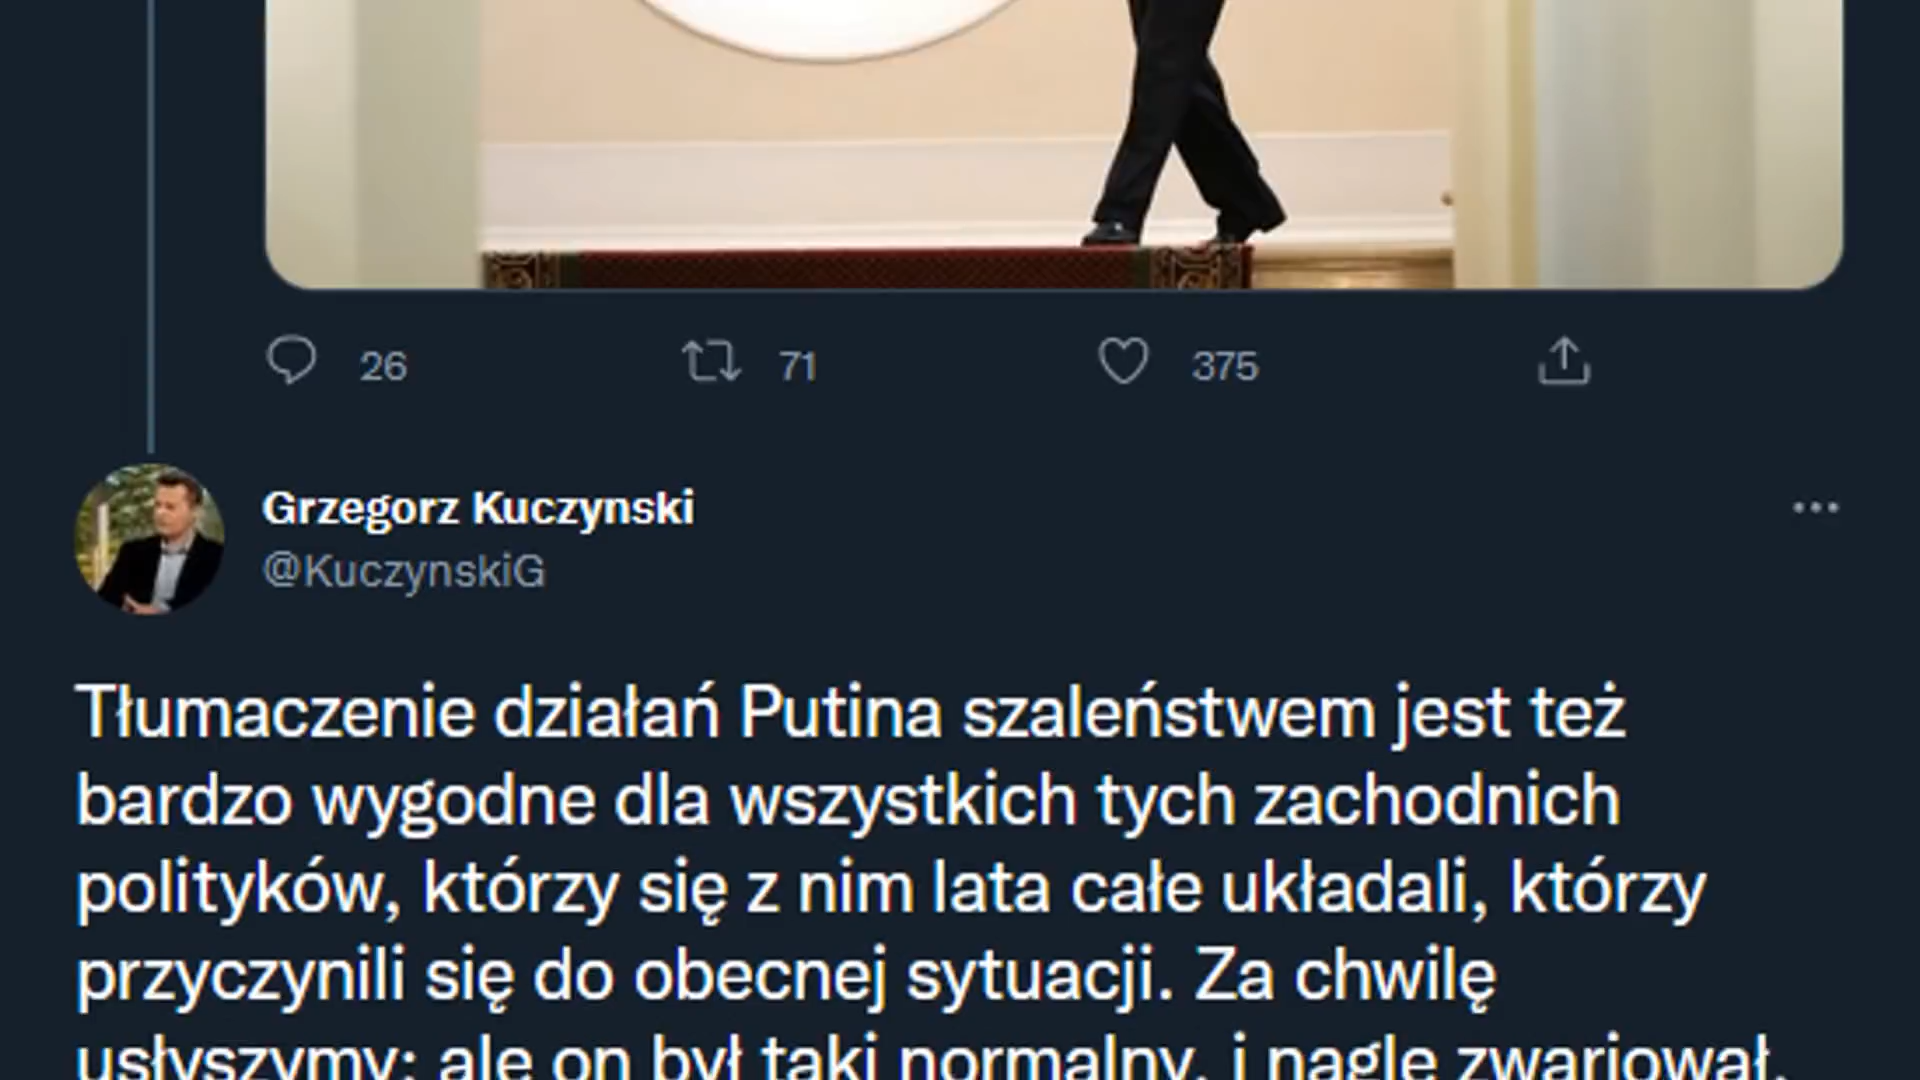 26 71 375
Grzegorz Kuczynski
@KuczynskiG
Tłumaczenie działań Putina szaleństwem jest też
bardzo wygodne dla wszystkich tych zachodnich
polityków, którzy się z nim lata całe układali, którzy
przyczynili się do obecnej sytuacji. Za chwilę
usłyszymy: ale on był taki normalny, i nagle zwariował.